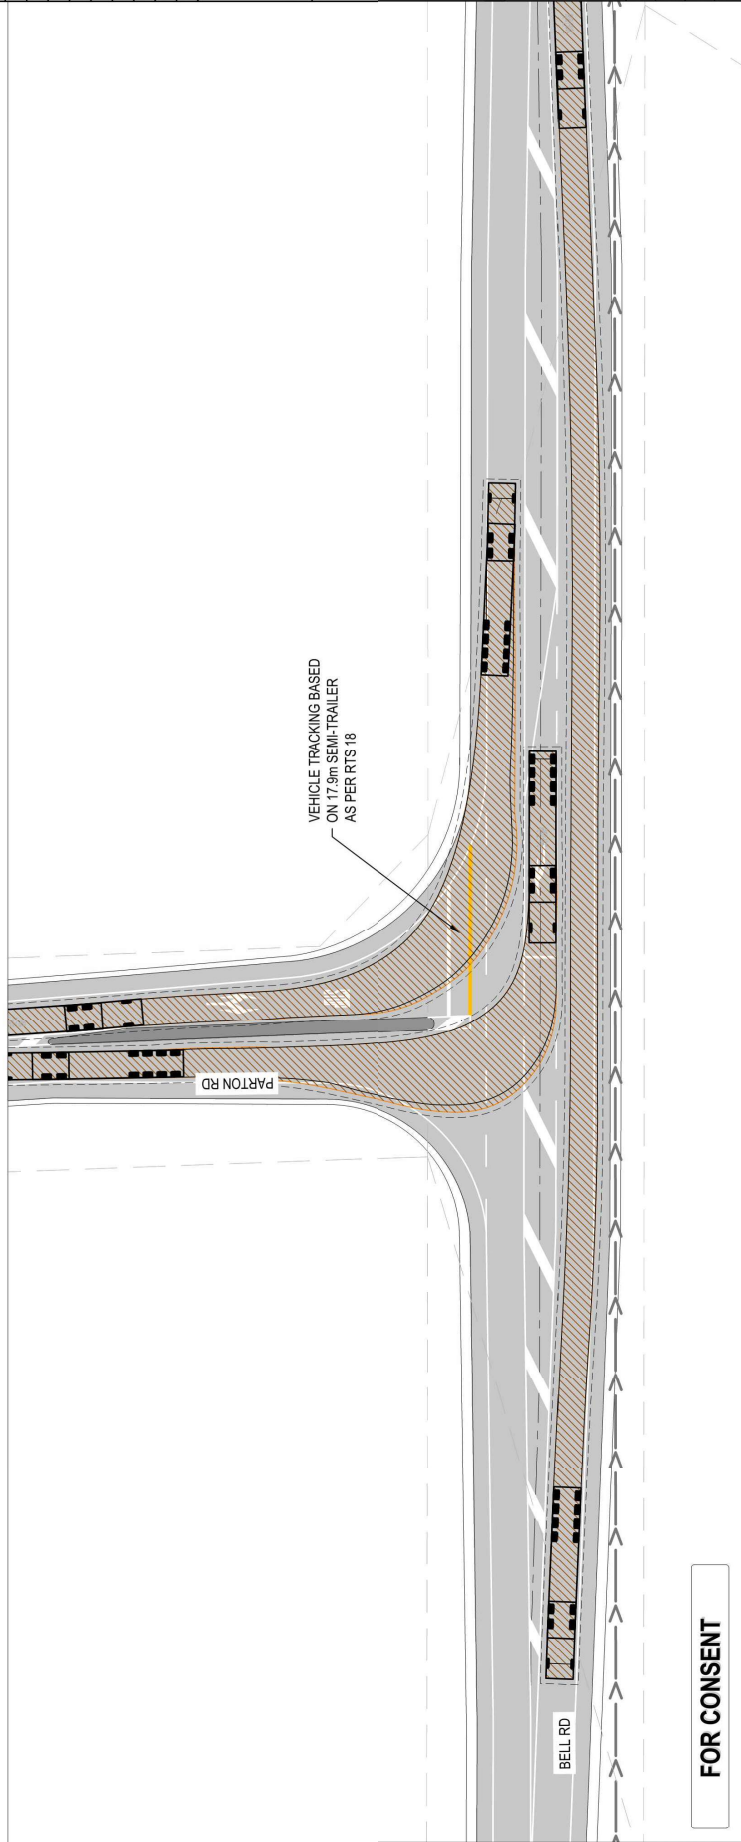 VEHICLE TRACKING BASED
ON 17.9m SEMI-TRAILER
AS PER RTS 18
PARTON RD
BELL RD
FOR CONSENT